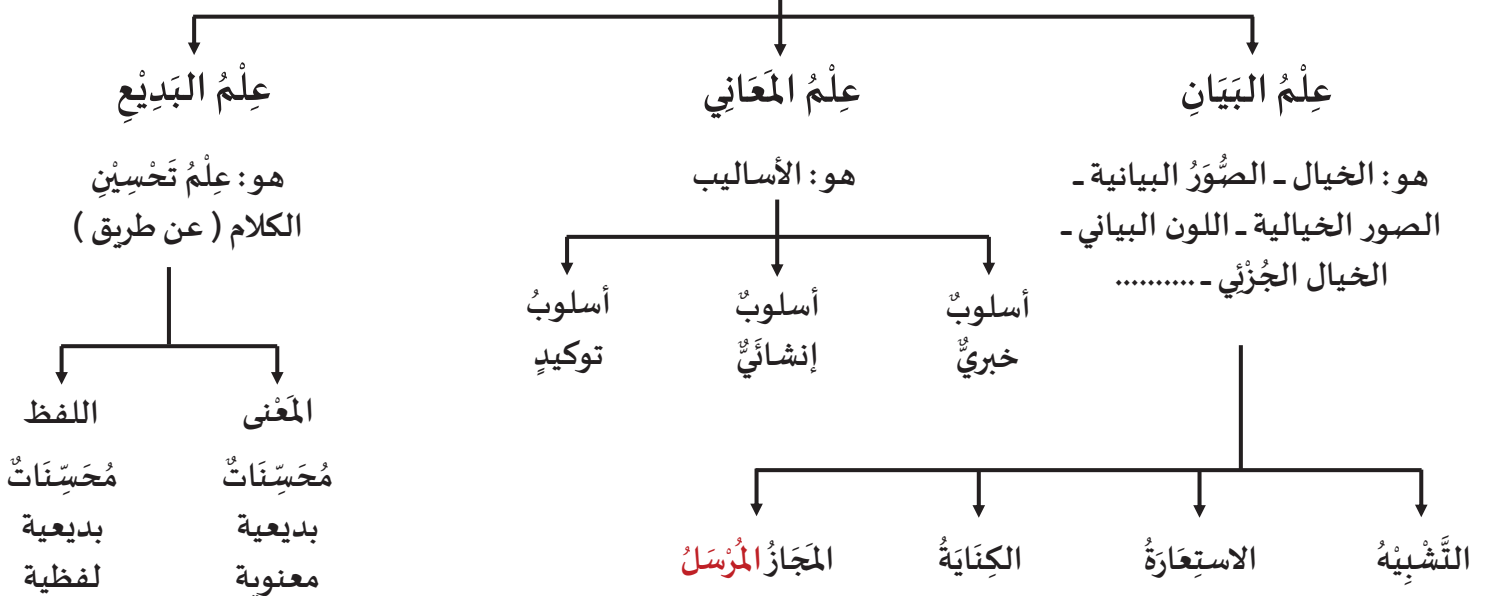 عِلْمُ البَيَانِ
هو: الخيال ـ الصُّوَرُ البيانية ـ
الصور الخيالية ـ اللون البياني ـ
الخيال الجُزْئِي ـ ..........
التَّشْبِيْهُ
الاستِعَارَةُ
الكِنَايَةُ
المَجَازُ المُرْسَلُ
عِلْمُ المَعَانِي
هو: الأساليب
أسلوبٌ
خبريٌّ
أسلوبٌ
إنشائَيٌّ
أسلوبُ
توكيدٍ
عِلْمُ البَدِيْعِ
هو: عِلْمُ تَحْسِيْنِ
الكلام ( عن طريق )
المَعْنى
مُحَسِّنَاتٌ
بديعية
معنوية
اللفظ
مُحَسِّنَاتٌ
بديعية
لفظية